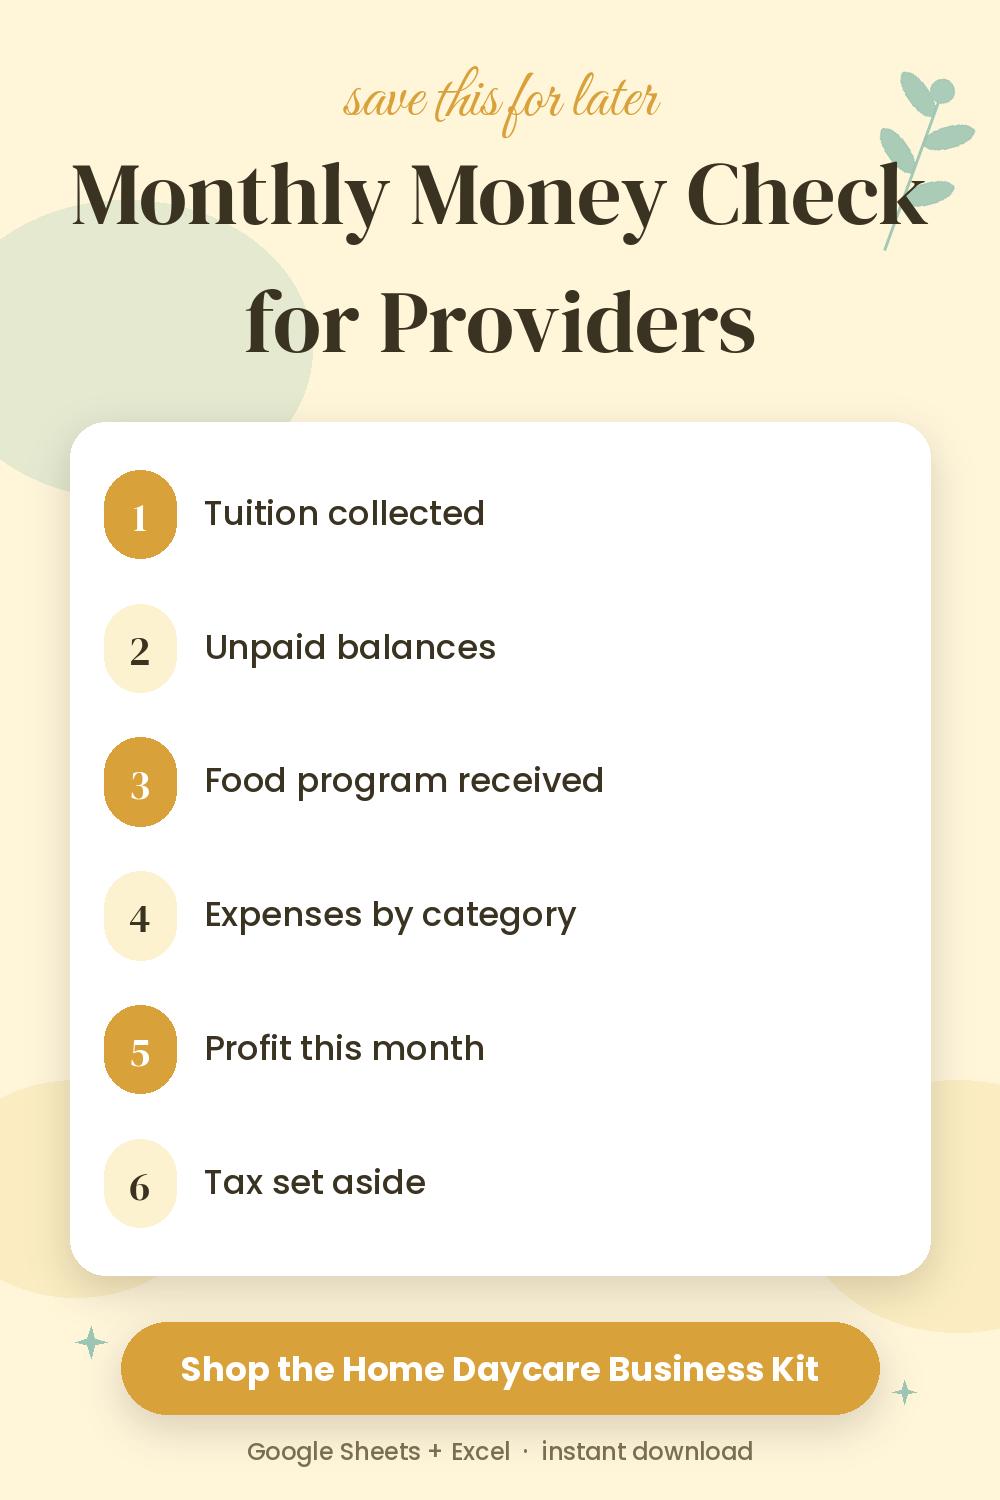 save this for later
Monthly Money Check
for Providers
1 Tuition collected
2 Unpaid balances
3 Food program received
4 Expenses by category
5 Profit this month
6 Tax set aside
Shop the Home Daycare Business Kit
Google Sheets + Excel · instant download